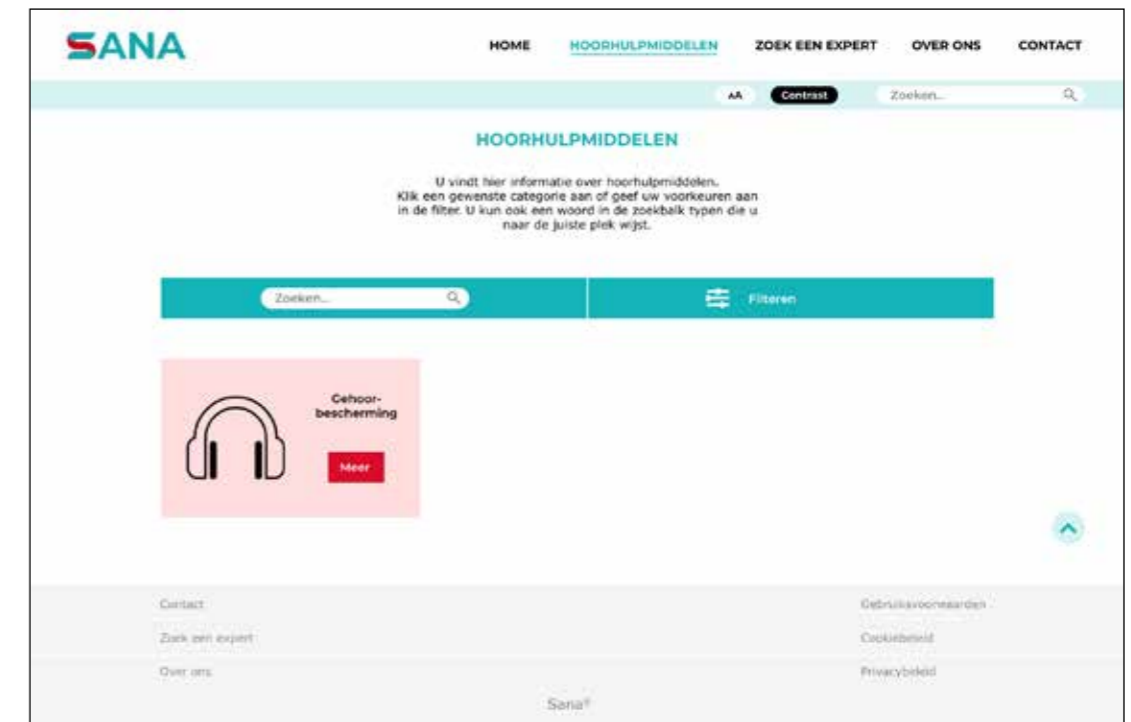 SANA
HOME HOORHULPMIDDELEN ZOEK EEN EXPERT OVER ONS CONTACT
AA Contrast Zoeken...
HOORHULPMIDDELEN
U vindt hier informatie over hoorhulpmiddelen.
Klik een gewenste categorie aan of geef uw voorkeuren aan
in de filter. U kun ook een woord in de zoekbalk typen die u
naar de juiste plek wijst.
Zoeken... Filteren
Gehoor-
bescherming
Meer
Contact Gebruiksvoorwaarden
Zoek een expert Cookiebeleid
Over ons Privacybeleid
Sana®